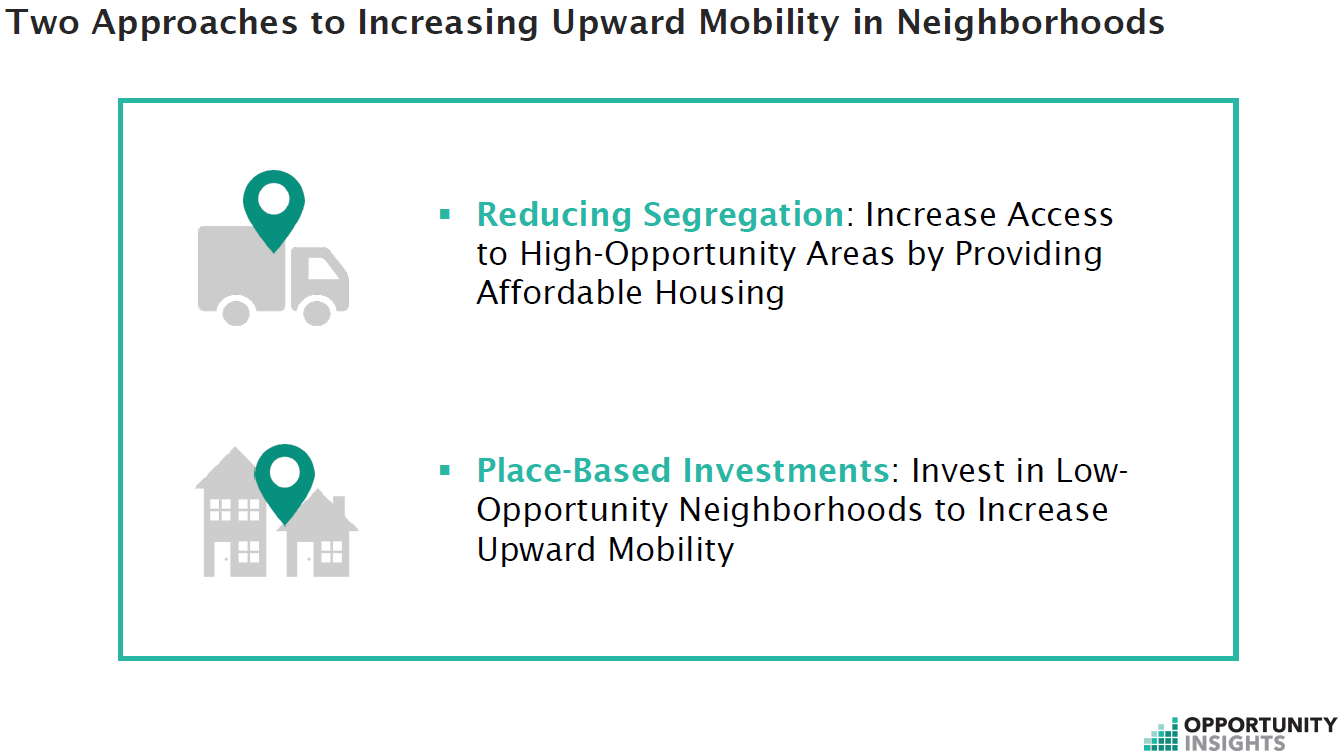 Two Approaches to Increasing Upward Mobility in Neighborhoods
▪ Reducing Segregation: Increase Access
to High-Opportunity Areas by Providing
Affordable Housing
▪ Place-Based Investments: Invest in Low-
Opportunity Neighborhoods to Increase
Upward Mobility
OPPORTUNITY
INSIGHTS